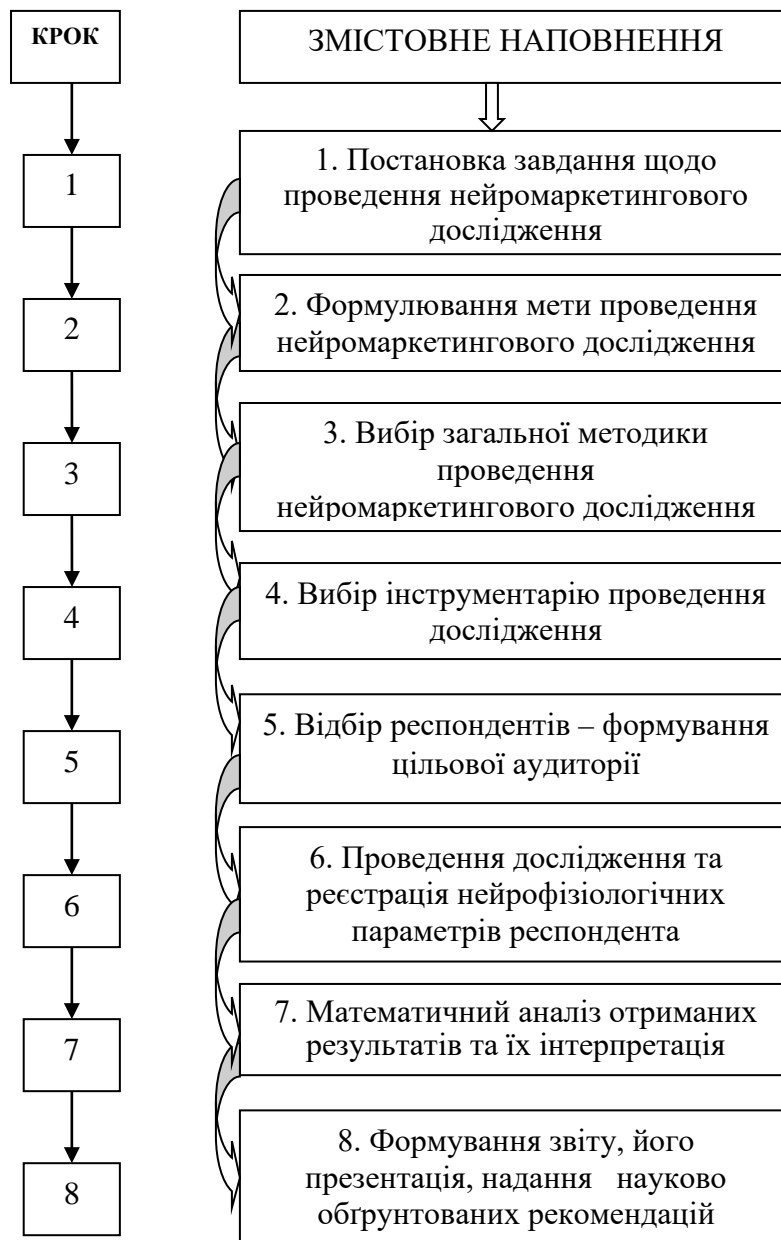 КРОК
ЗМІСТОВНЕ НАПОВНЕННЯ
1
1. Постановка завдання щодо
проведення нейромаркетингового
дослідження
2
2. Формулювання мети проведення
нейромаркетингового дослідження
3
3. Вибір загальної методики
проведення
нейромаркетингового дослідження
4
4. Вибір інструментарію проведення
дослідження
5
5. Відбір респондентів – формування
цільової аудиторії
6
6. Проведення дослідження та
реєстрація нейрофізіологічних
параметрів респондента
7
7. Математичний аналіз отриманих
результатів та їх інтерпретація
8
8. Формування звіту, його
презентація, надання науково
обґрунтованих рекомендацій